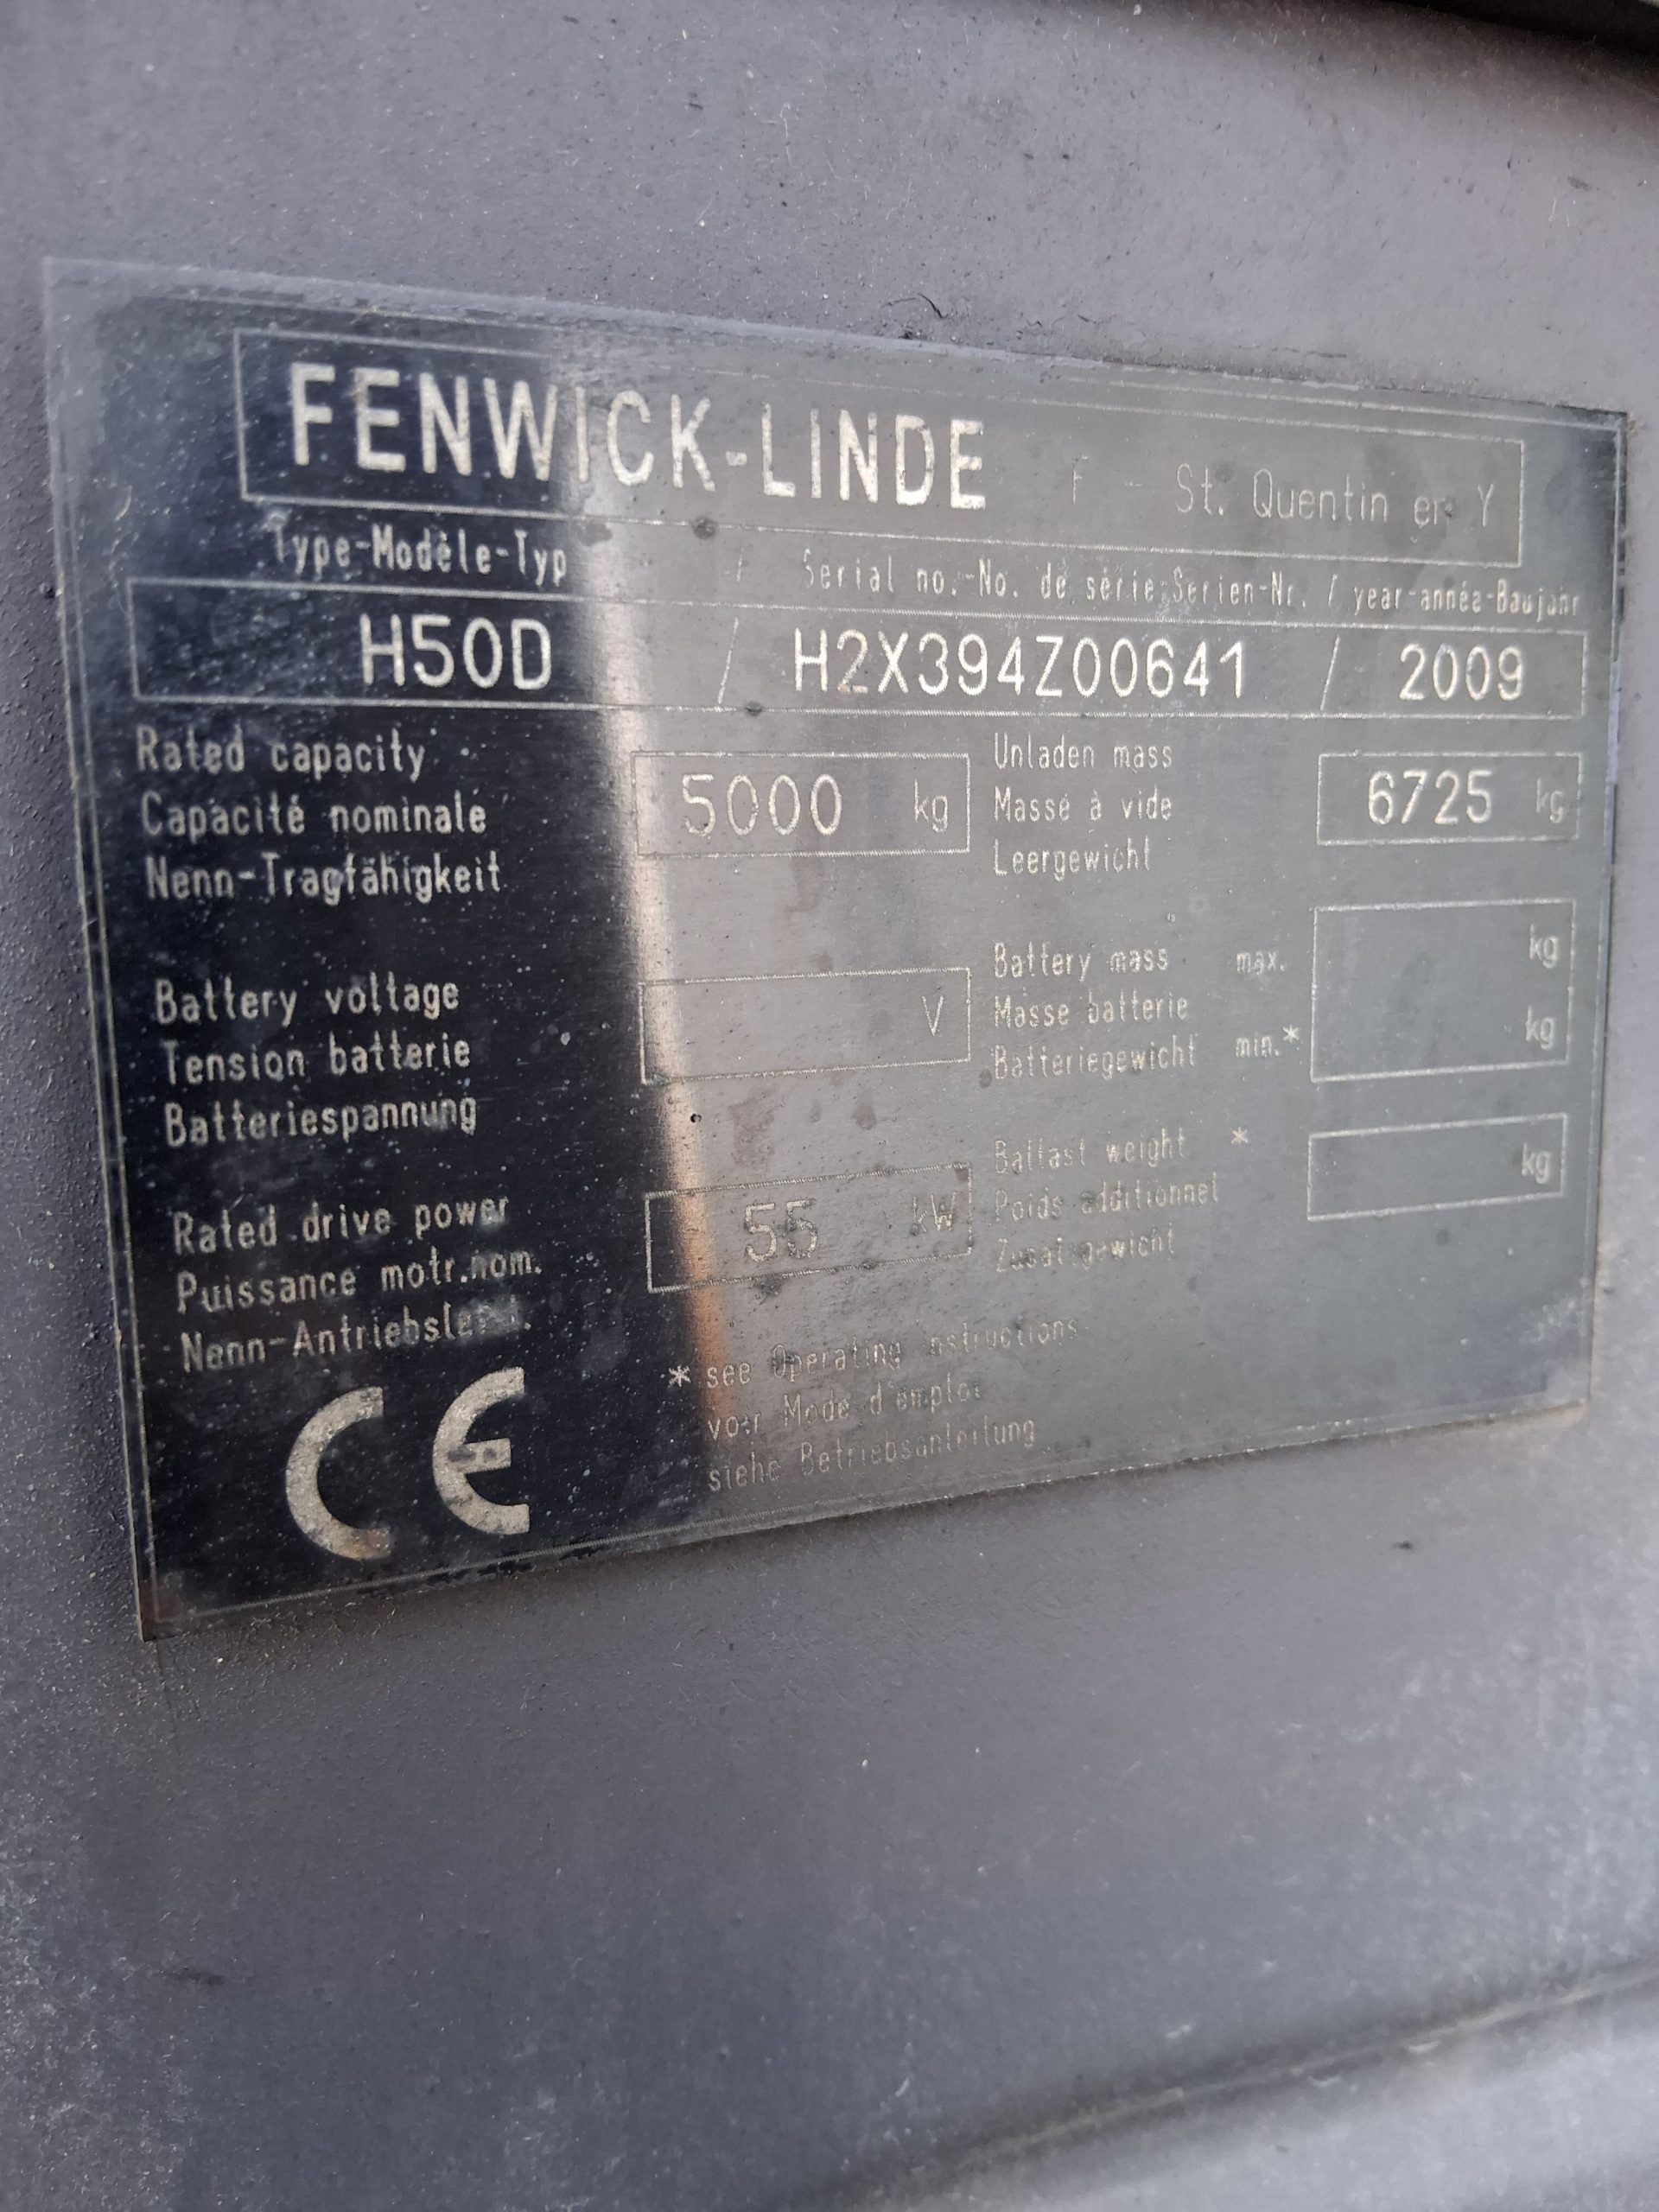 FENWICK-LINDE F - St. Quentin en Y
Type-Modèle-Typ / Serial no.-No. de série-Serien-Nr. / year-année-Baujahr
H50D / H2X394Z00641 / 2009
Rated capacity
Capacité nominale
Nenn-Tragfähigkeit
5000 kg
Unladen mass
Masse à vide
Leergewicht
6725 kg
Battery voltage
Tension batterie
Batteriespannung
V
Battery mass max. kg
Masse batterie
Batteriegewicht min.* kg
Rated drive power
Puissance motr.nom.
Nenn-Antriebsleist.
55 kW
Ballast weight *
Poids additionnel
Zusatzgewicht
kg
* see Operating instructions
voir Mode d'emploi
siehe Betriebsanleitung
CE